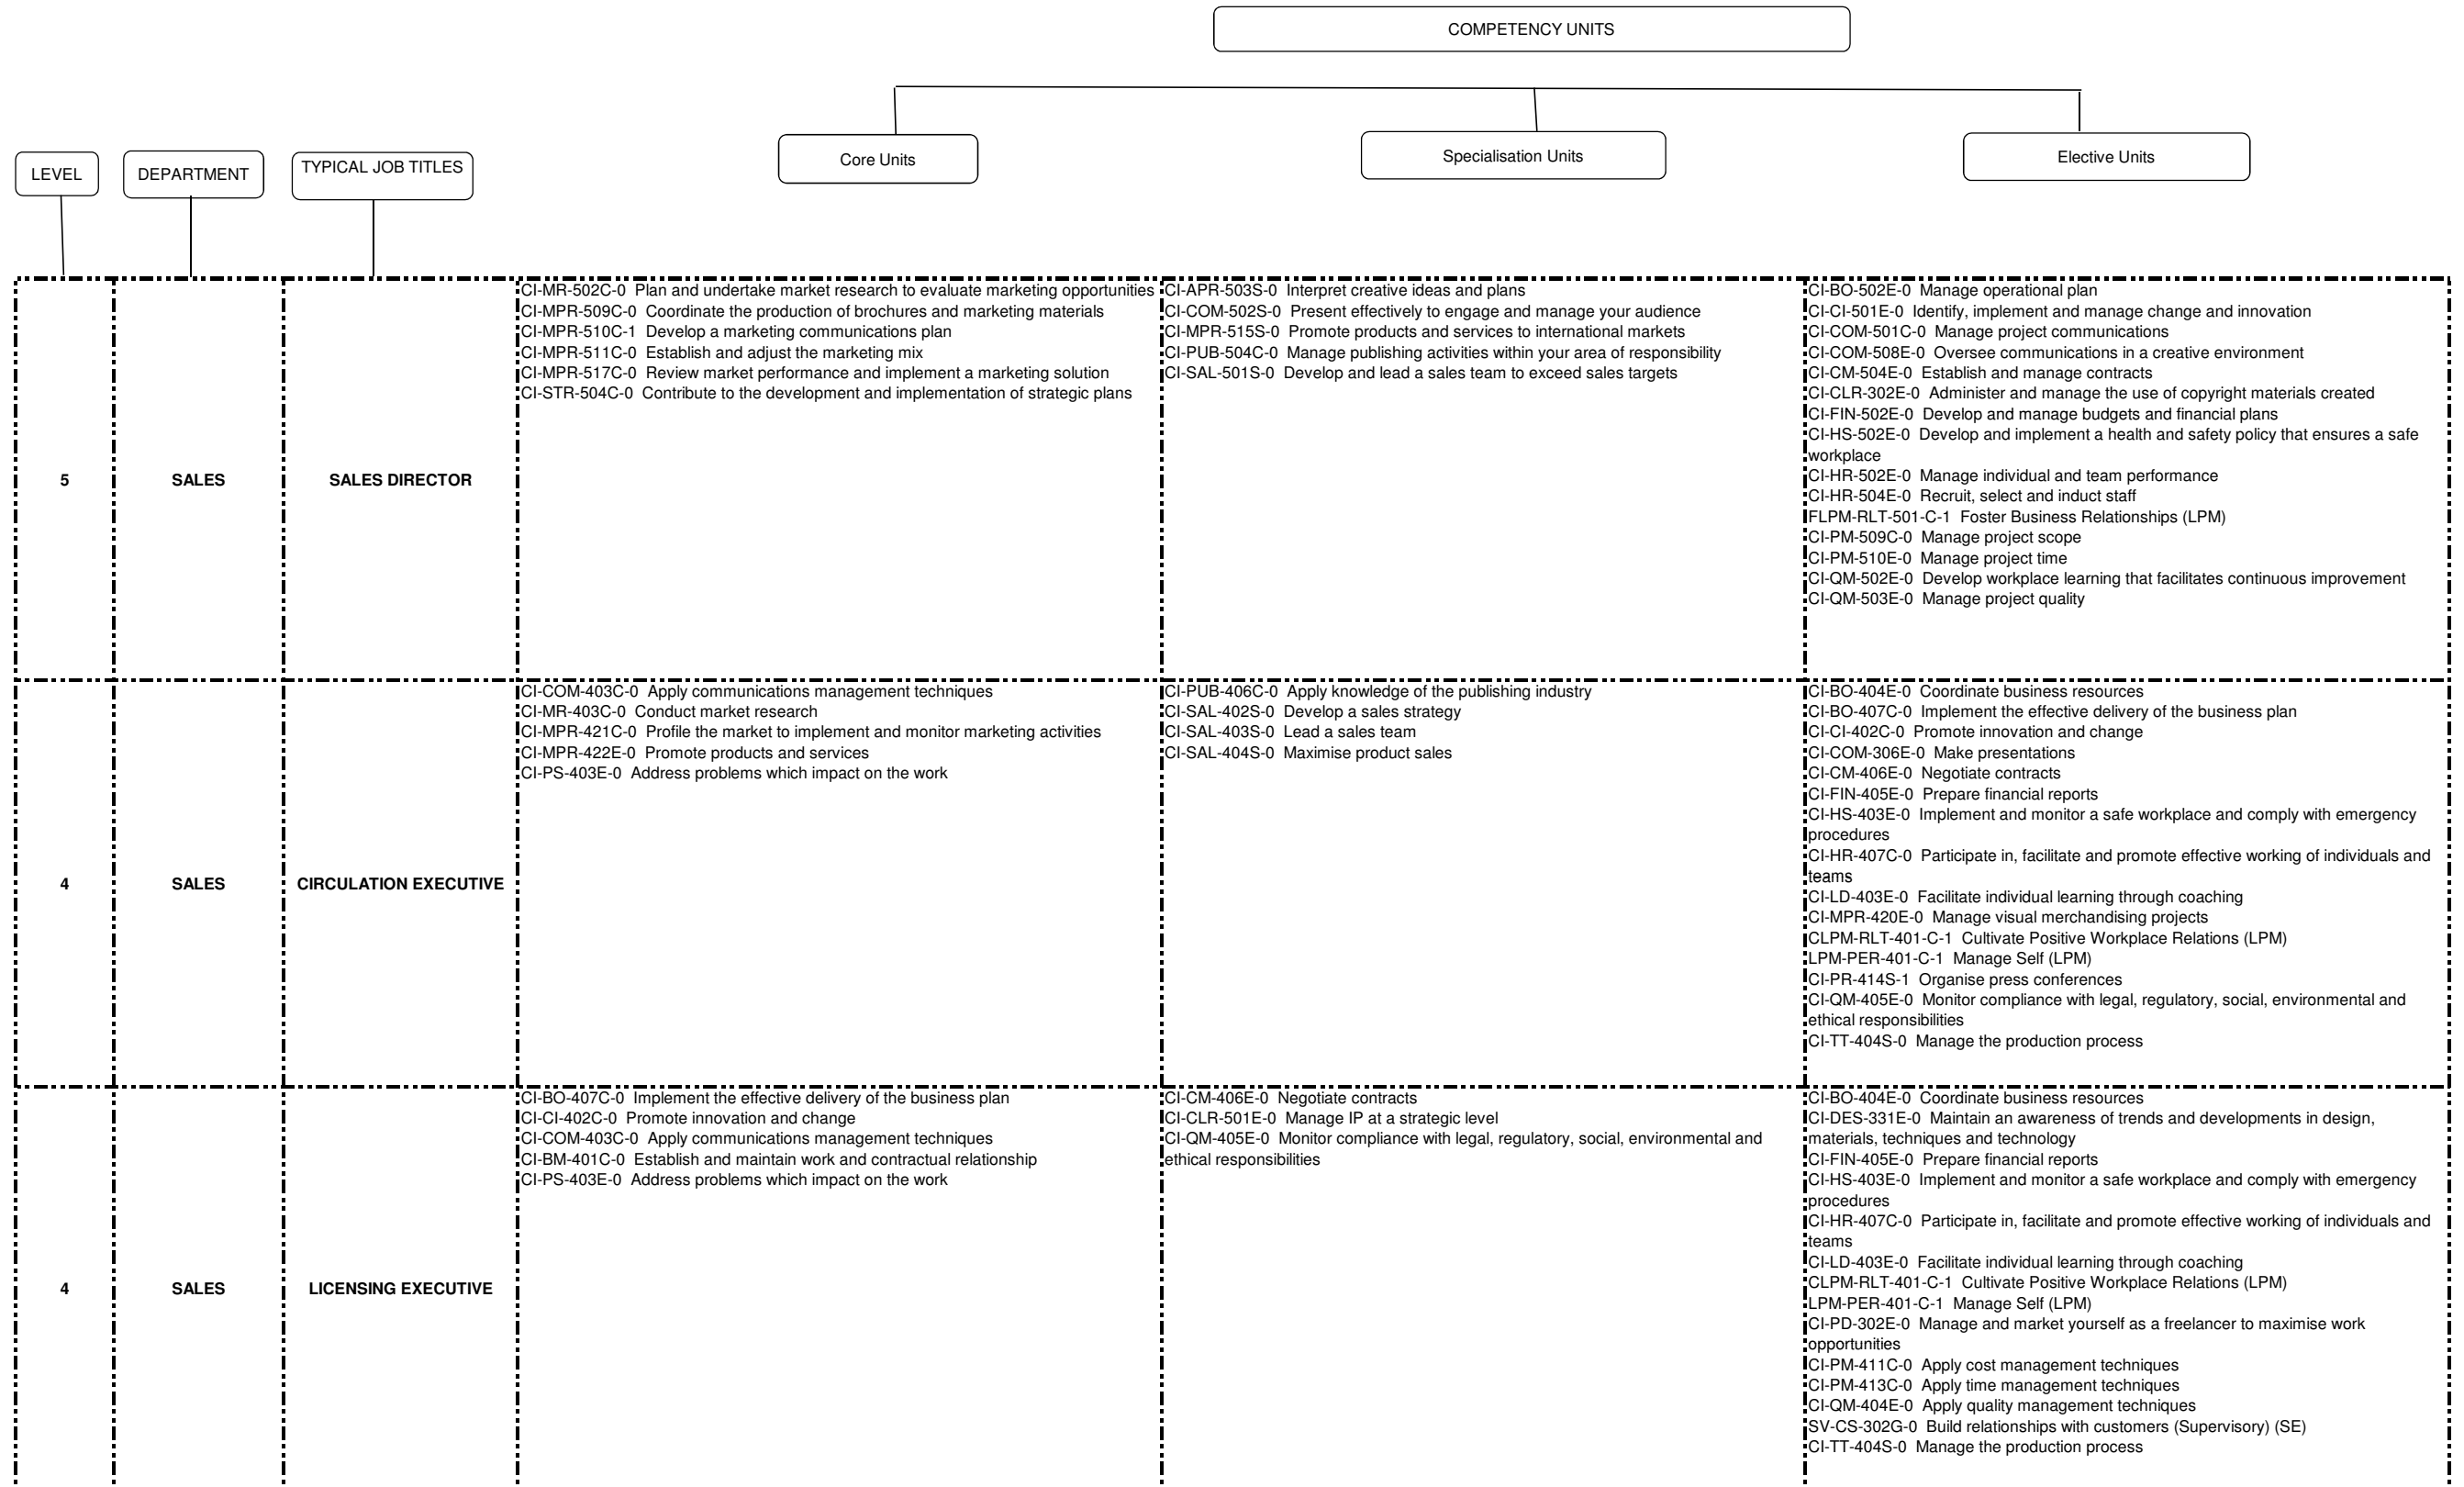 COMPETENCY UNITS
Core Units
Specialisation Units
Elective Units
LEVEL
DEPARTMENT
TYPICAL JOB TITLES
5
SALES
SALES DIRECTOR
CI-MR-502C-0 Plan and undertake market research to evaluate marketing opportunities
CI-MPR-509C-0 Coordinate the production of brochures and marketing materials
CI-MPR-510C-1 Develop a marketing communications plan
CI-MPR-511C-0 Establish and adjust the marketing mix
CI-MPR-517C-0 Review market performance and implement a marketing solution
CI-STR-504C-0 Contribute to the development and implementation of strategic plans
CI-APR-503S-0 Interpret creative ideas and plans
CI-COM-502S-0 Present effectively to engage and manage your audience
CI-MPR-515S-0 Promote products and services to international markets
CI-PUB-504C-0 Manage publishing activities within your area of responsibility
CI-SAL-501S-0 Develop and lead a sales team to exceed sales targets
CI-BO-502E-0 Manage operational plan
CI-CI-501E-0 Identify, implement and manage change and innovation
CI-COM-501C-0 Manage project communications
CI-COM-508E-0 Oversee communications in a creative environment
CI-CM-504E-0 Establish and manage contracts
CI-CLR-302E-0 Administer and manage the use of copyright materials created
CI-FIN-502E-0 Develop and manage budgets and financial plans
CI-HS-502E-0 Develop and implement a health and safety policy that ensures a safe
workplace
CI-HR-502E-0 Manage individual and team performance
CI-HR-504E-0 Recruit, select and induct staff
FLPM-RLT-501-C-1 Foster Business Relationships (LPM)
CI-PM-509C-0 Manage project scope
CI-PM-510E-0 Manage project time
CI-QM-502E-0 Develop workplace learning that facilitates continuous improvement
CI-QM-503E-0 Manage project quality
4
SALES
CIRCULATION EXECUTIVE
CI-COM-403C-0 Apply communications management techniques
CI-MR-403C-0 Conduct market research
CI-MPR-421C-0 Profile the market to implement and monitor marketing activities
CI-MPR-422E-0 Promote products and services
CI-PS-403E-0 Address problems which impact on the work
CI-PUB-406C-0 Apply knowledge of the publishing industry
CI-SAL-402S-0 Develop a sales strategy
CI-SAL-403S-0 Lead a sales team
CI-SAL-404S-0 Maximise product sales
CI-BO-404E-0 Coordinate business resources
CI-BO-407C-0 Implement the effective delivery of the business plan
CI-CI-402C-0 Promote innovation and change
CI-COM-306E-0 Make presentations
CI-CM-406E-0 Negotiate contracts
CI-FIN-405E-0 Prepare financial reports
CI-HS-403E-0 Implement and monitor a safe workplace and comply with emergency
procedures
CI-HR-407C-0 Participate in, facilitate and promote effective working of individuals and
teams
CI-LD-403E-0 Facilitate individual learning through coaching
CI-MPR-420E-0 Manage visual merchandising projects
CLPM-RLT-401-C-1 Cultivate Positive Workplace Relations (LPM)
LPM-PER-401-C-1 Manage Self (LPM)
CI-PR-414S-1 Organise press conferences
CI-QM-405E-0 Monitor compliance with legal, regulatory, social, environmental and
ethical responsibilities
CI-TT-404S-0 Manage the production process
4
SALES
LICENSING EXECUTIVE
CI-BO-407C-0 Implement the effective delivery of the business plan
CI-CI-402C-0 Promote innovation and change
CI-COM-403C-0 Apply communications management techniques
CI-BM-401C-0 Establish and maintain work and contractual relationship
CI-PS-403E-0 Address problems which impact on the work
CI-CM-406E-0 Negotiate contracts
CI-CLR-501E-0 Manage IP at a strategic level
CI-QM-405E-0 Monitor compliance with legal, regulatory, social, environmental and
ethical responsibilities
CI-BO-404E-0 Coordinate business resources
CI-DES-331E-0 Maintain an awareness of trends and developments in design,
materials, techniques and technology
CI-FIN-405E-0 Prepare financial reports
CI-HS-403E-0 Implement and monitor a safe workplace and comply with emergency
procedures
CI-HR-407C-0 Participate in, facilitate and promote effective working of individuals and
teams
CI-LD-403E-0 Facilitate individual learning through coaching
CLPM-RLT-401-C-1 Cultivate Positive Workplace Relations (LPM)
LPM-PER-401-C-1 Manage Self (LPM)
CI-PD-302E-0 Manage and market yourself as a freelancer to maximise work
opportunities
CI-PM-411C-0 Apply cost management techniques
CI-PM-413C-0 Apply time management techniques
CI-QM-404E-0 Apply quality management techniques
SV-CS-302G-0 Build relationships with customers (Supervisory) (SE)
CI-TT-404S-0 Manage the production process